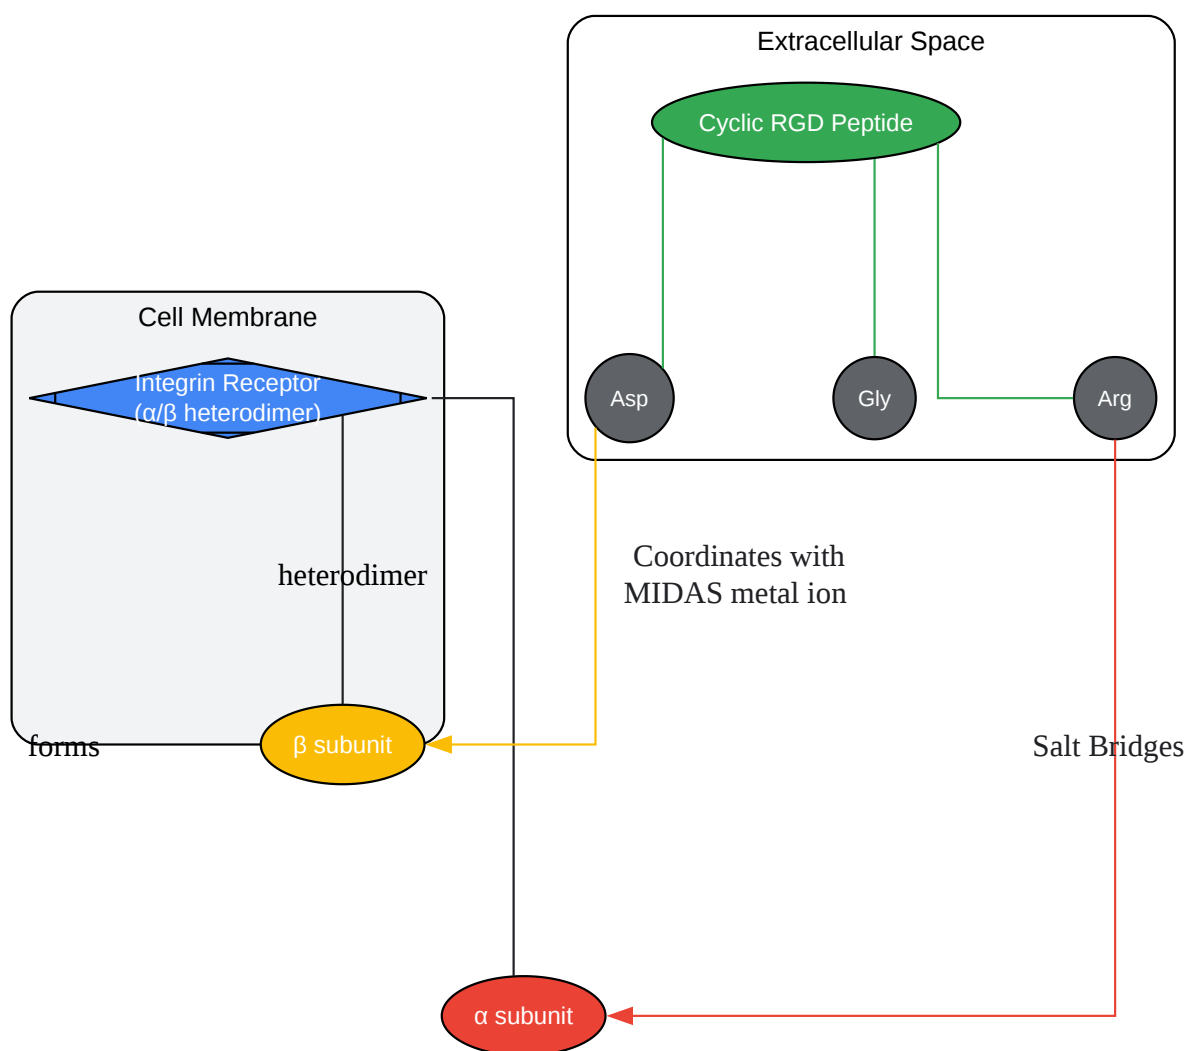 Extracellular Space
Cyclic RGD Peptide
Cell Membrane
Integrin Receptor
(α/β heterodimer)
Asp
Gly
Arg
Coordinates with
MIDAS metal ion
heterodimer
forms
β subunit
Salt Bridges
α subunit